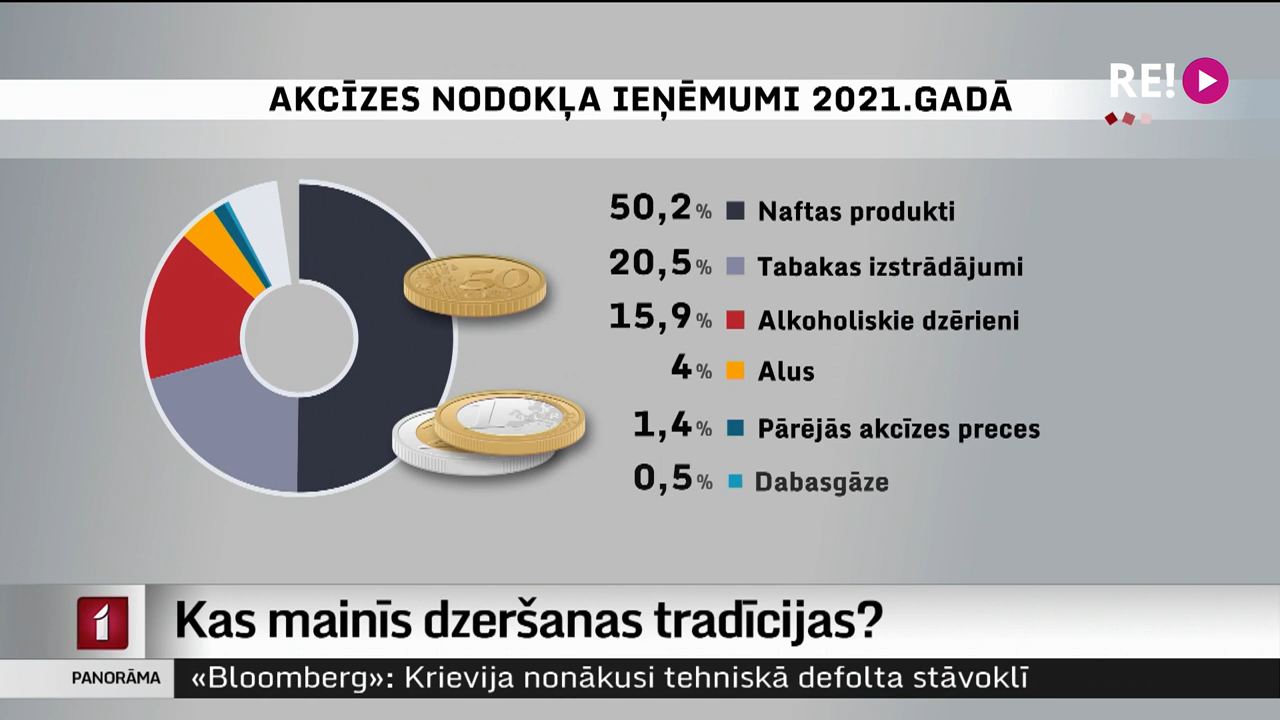 RE!
AKCĪZES NODOKĻA IEŅĒMUMI 2021.GADĀ
50,2% Naftas produkti
20,5% Tabakas izstrādājumi
15,9% Alkoholiskie dzērieni
4% Alus
1,4% Pārējās akcīzes preces
0,5% Dabasgāze
50
1
1 Kas mainīs dzeršanas tradīcijas?
PANORĀMA «Bloomberg»: Krievija nonākusi tehniskā defolta stāvoklī